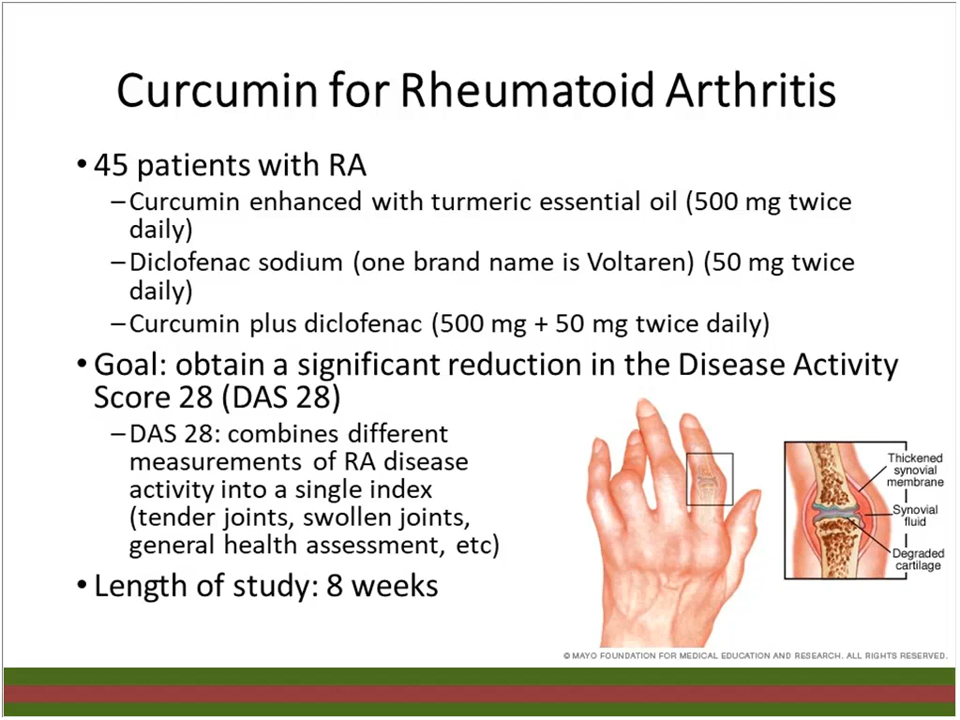 Curcumin for Rheumatoid Arthritis
• 45 patients with RA
–Curcumin enhanced with turmeric essential oil (500 mg twice
daily)
–Diclofenac sodium (one brand name is Voltaren) (50 mg twice
daily)
–Curcumin plus diclofenac (500 mg + 50 mg twice daily)
• Goal: obtain a significant reduction in the Disease Activity
Score 28 (DAS 28)
–DAS 28: combines different
measurements of RA disease
activity into a single index
(tender joints, swollen joints,
general health assessment, etc)
• Length of study: 8 weeks
Thickened
synovial
membrane
Synovial
fluid
Degraded
cartilage
© MAYO FOUNDATION FOR MEDICAL EDUCATION AND RESEARCH. ALL RIGHTS RESERVED.